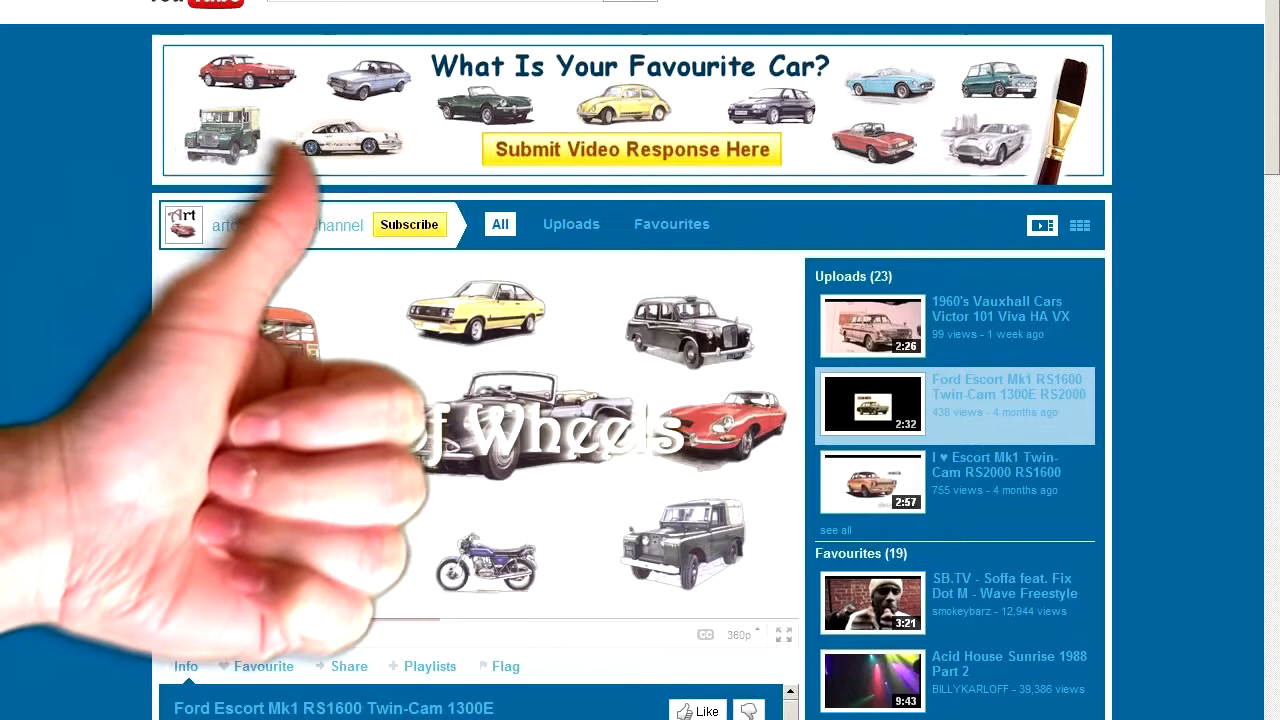 You Tube
What Is Your Favourite Car?
Submit Video Response Here
Art
Subscribe
All
Uploads
Favourites
f Wheels
CC
360p
Info
Favourite
Share
Playlists
Flag
Ford Escort Mk1 RS1600 Twin-Cam 1300E
Like
Uploads (23)
1960's Vauxhall Cars
Victor 101 Viva HA VX
99 views - 1 week ago
2:26
Ford Escort Mk1 RS1600
Twin-Cam 1300E RS2000
438 views - 4 months ago
2:32
I ♥ Escort Mk1 Twin-
Cam RS2000 RS1600
755 views - 4 months ago
2:57
see all
Favourites (19)
SB.TV - Soffa feat. Fix
Dot M - Wave Freestyle
smokeybarz - 12,944 views
3:21
Acid House Sunrise 1988
Part 2
BILLYKARLOFF - 39,386 views
9:43